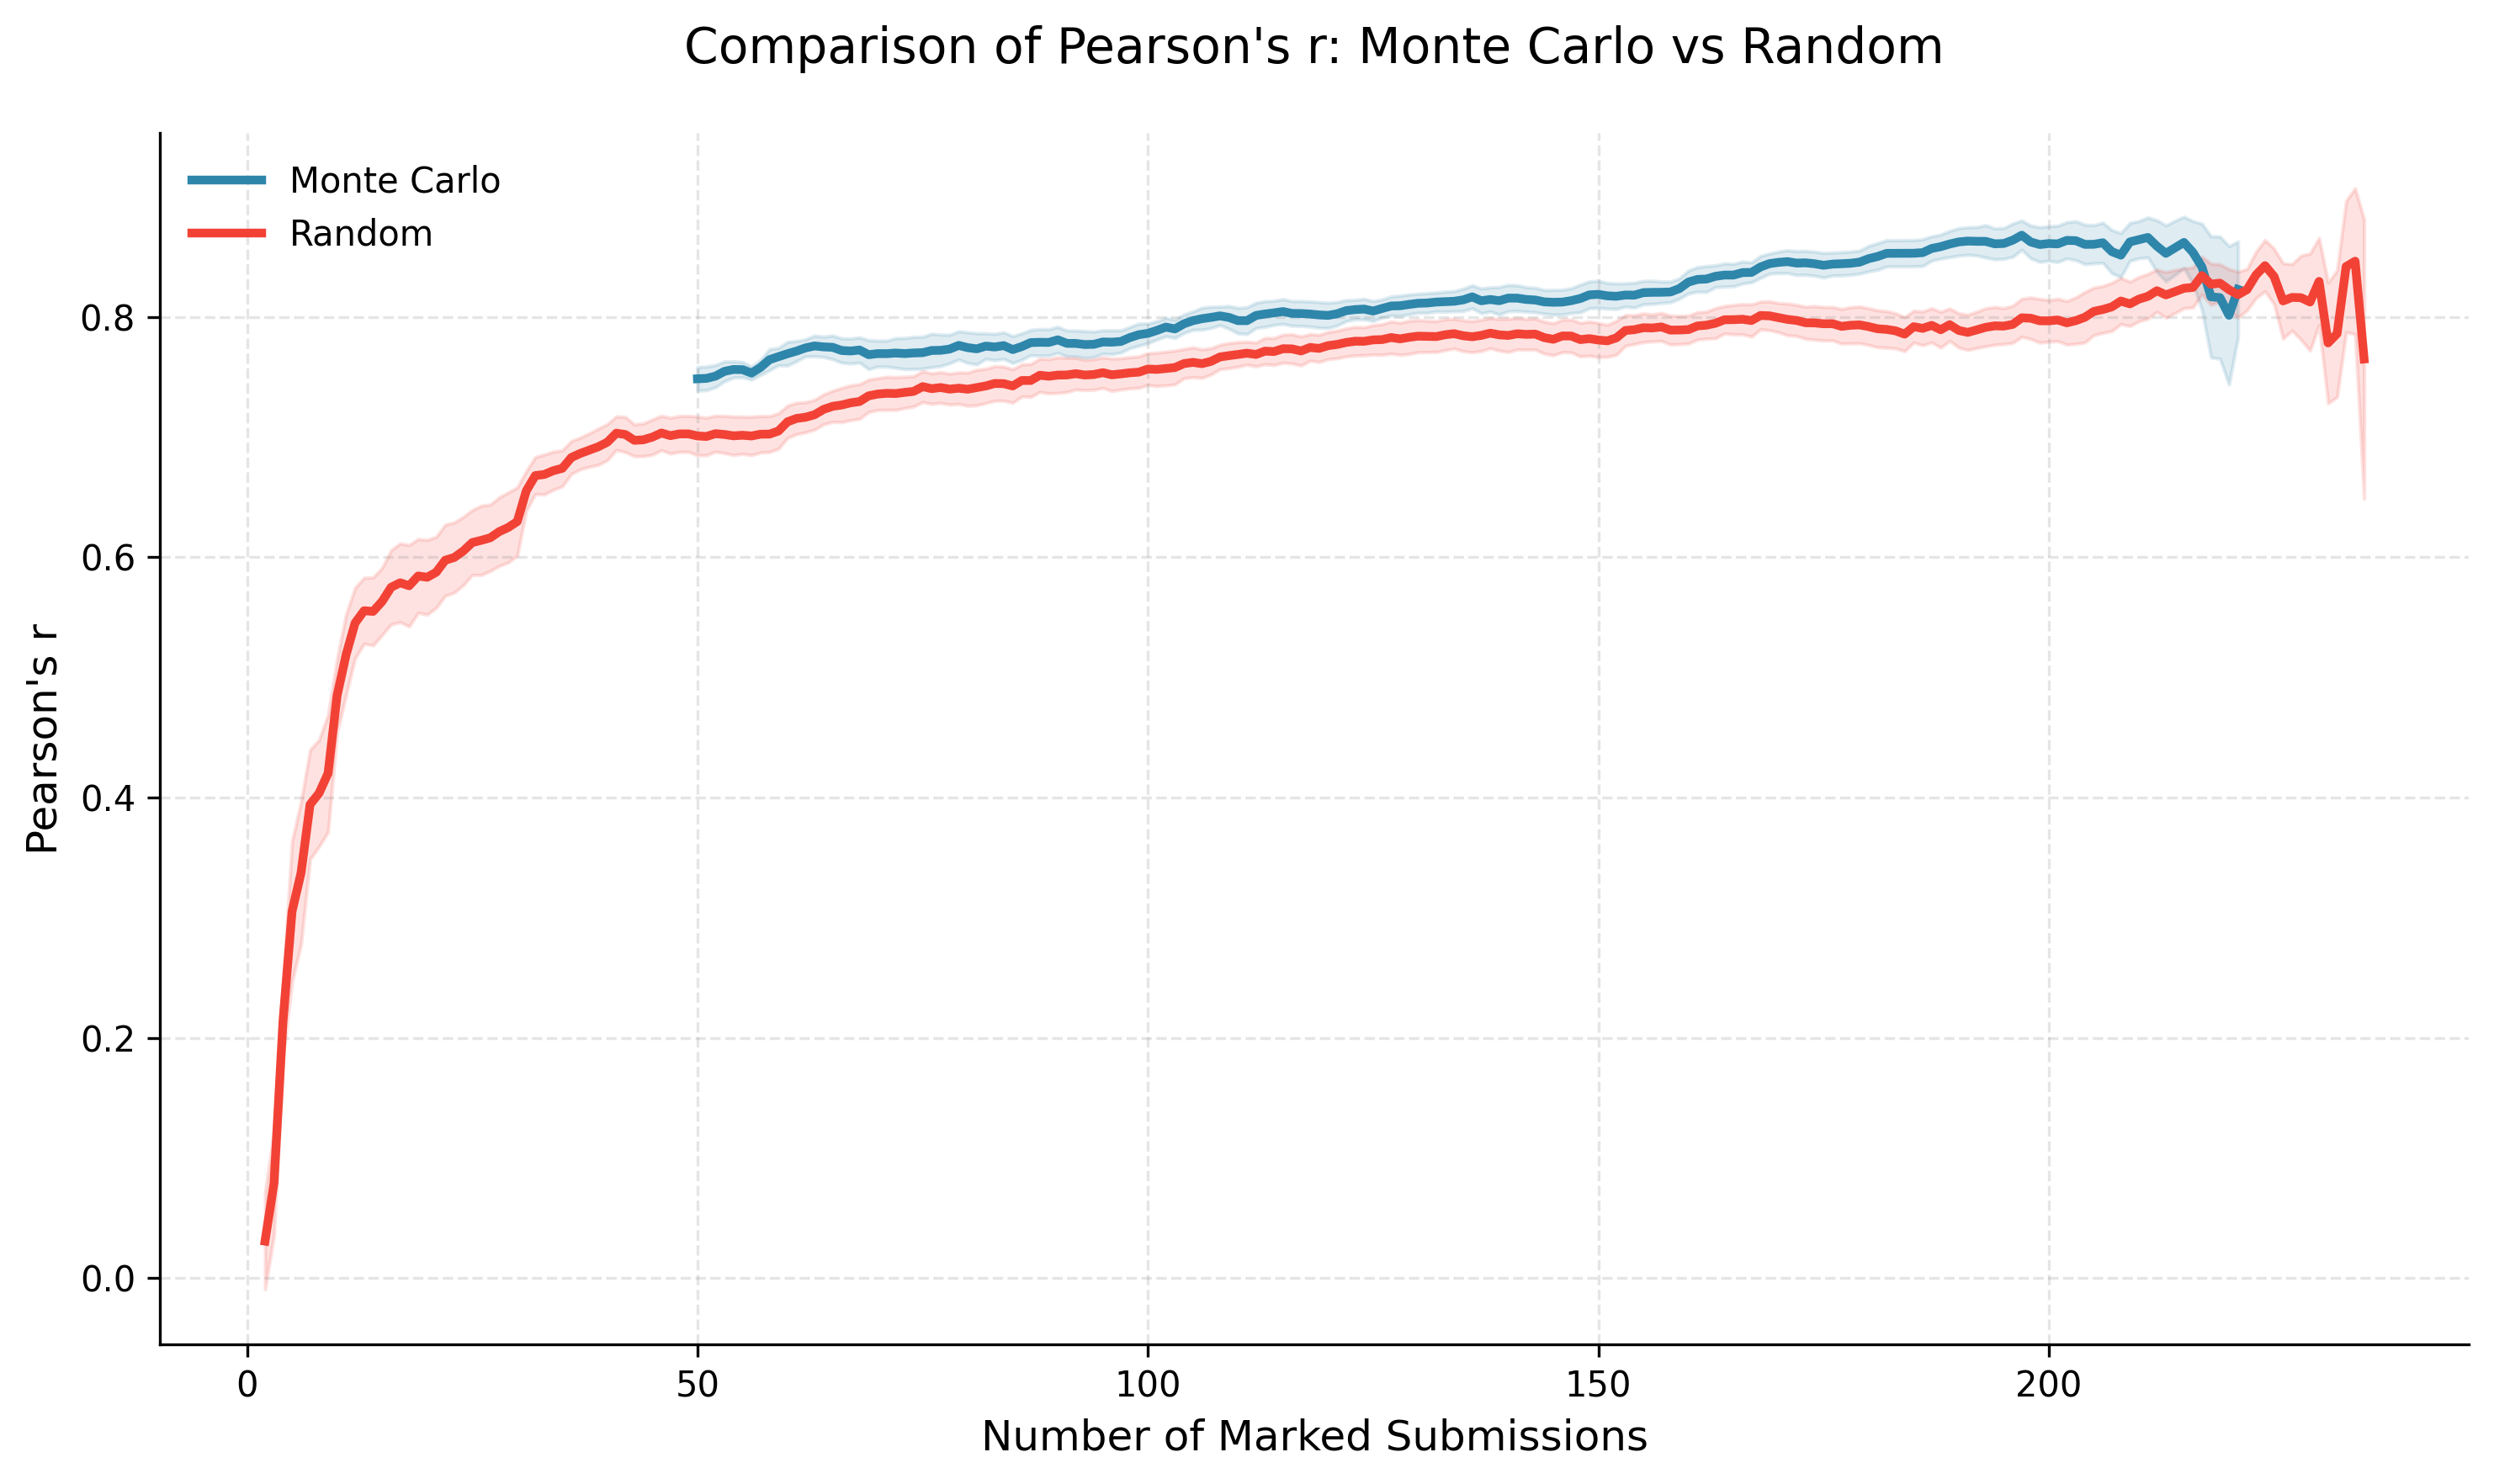 Comparison of Pearson's r: Monte Carlo vs Random
Monte Carlo
Random
Pearson's r
0.8
0.6
0.4
0.2
0.0
0
50
100
150
200
Number of Marked Submissions